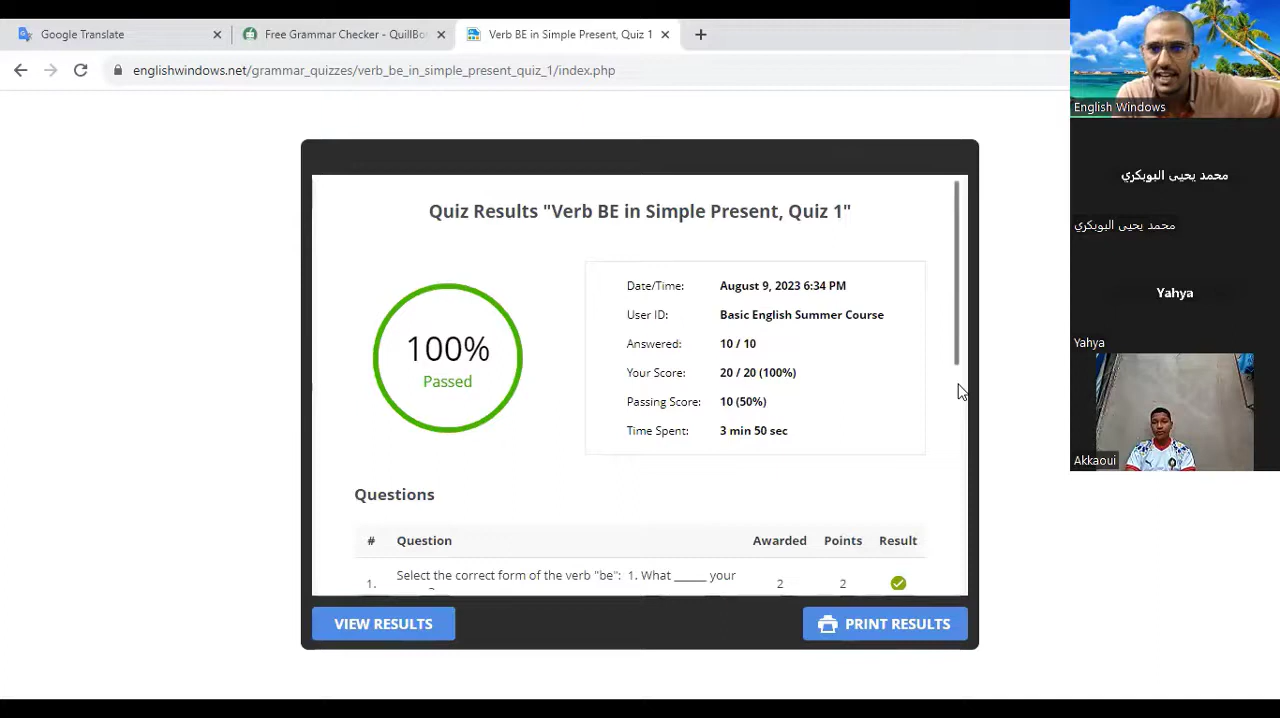 Google Translate
Free Grammar Checker - QuillBo
Verb BE in Simple Present, Quiz 1
englishwindows.net/grammar_quizzes/verb_be_in_simple_present_quiz_1/index.php
English Windows
محمد يحيى البوبكري
محمد يحيى البوبكري
Yahya
Yahya
Akkaoui
Quiz Results "Verb BE in Simple Present, Quiz 1"
100%
Passed
Date/Time: August 9, 2023 6:34 PM
User ID: Basic English Summer Course
Answered: 10 / 10
Your Score: 20 / 20 (100%)
Passing Score: 10 (50%)
Time Spent: 3 min 50 sec
Questions
# Question Awarded Points Result
1. Select the correct form of the verb "be": 1. What ______ your 2 2
VIEW RESULTS
PRINT RESULTS